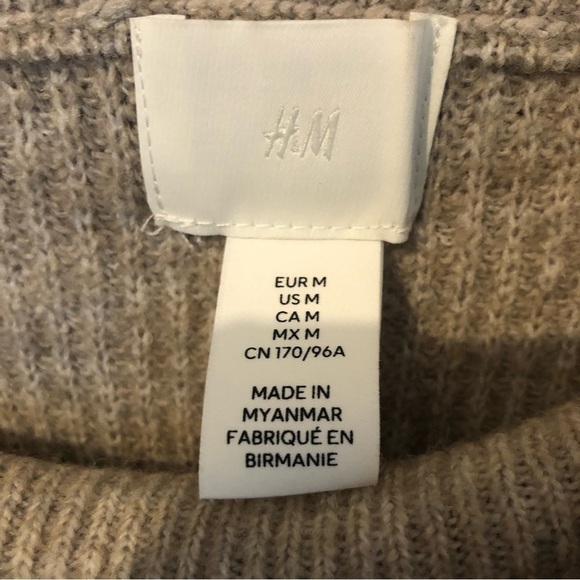 H&M
EUR M
US M
CA M
MX M
CN 170/96A
MADE IN
MYANMAR
FABRIQUÉ EN
BIRMANIE